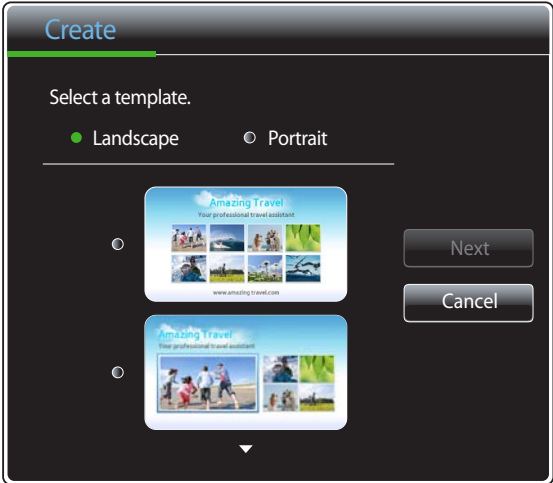 Create
Select a template.
Landscape Portrait
Amazing Travel
Your professional travel assistant
www.amazing travel.com
Next
Cancel
Amazing Travel
Your professional travel assistant